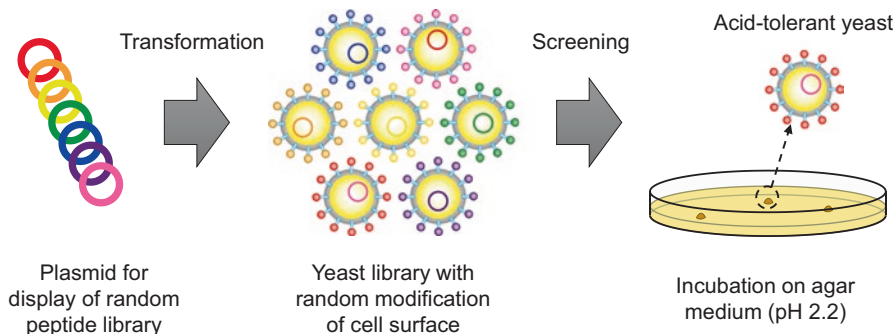 Transformation
Screening
Acid-tolerant yeast
Plasmid for
display of random
peptide library
Yeast library with
random modification
of cell surface
Incubation on agar
medium (pH 2.2)